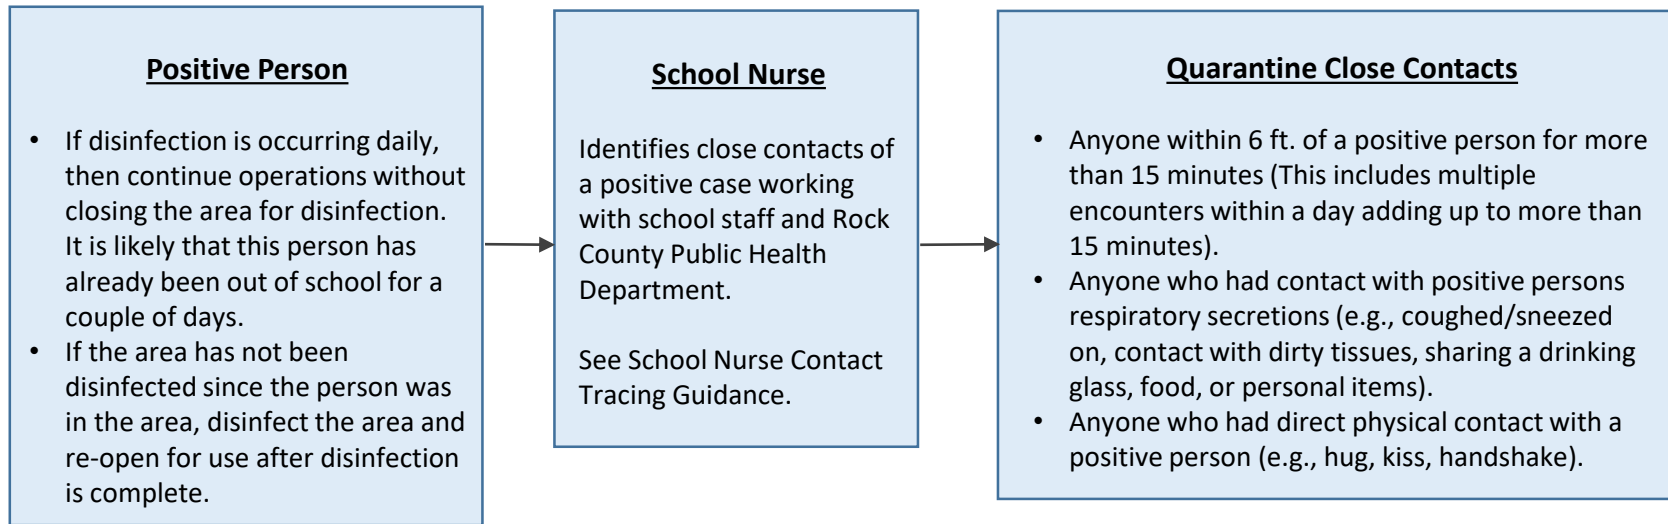 Positive Person
• If disinfection is occurring daily,
then continue operations without
closing the area for disinfection.
It is likely that this person has
already been out of school for a
couple of days.
• If the area has not been
disinfected since the person was
in the area, disinfect the area and
re-open for use after disinfection
is complete.
School Nurse
Identifies close contacts of
a positive case working
with school staff and Rock
County Public Health
Department.
See School Nurse Contact
Tracing Guidance.
Quarantine Close Contacts
• Anyone within 6 ft. of a positive person for more
than 15 minutes (This includes multiple
encounters within a day adding up to more than
15 minutes).
• Anyone who had contact with positive persons
respiratory secretions (e.g., coughed/sneezed
on, contact with dirty tissues, sharing a drinking
glass, food, or personal items).
• Anyone who had direct physical contact with a
positive person (e.g., hug, kiss, handshake).